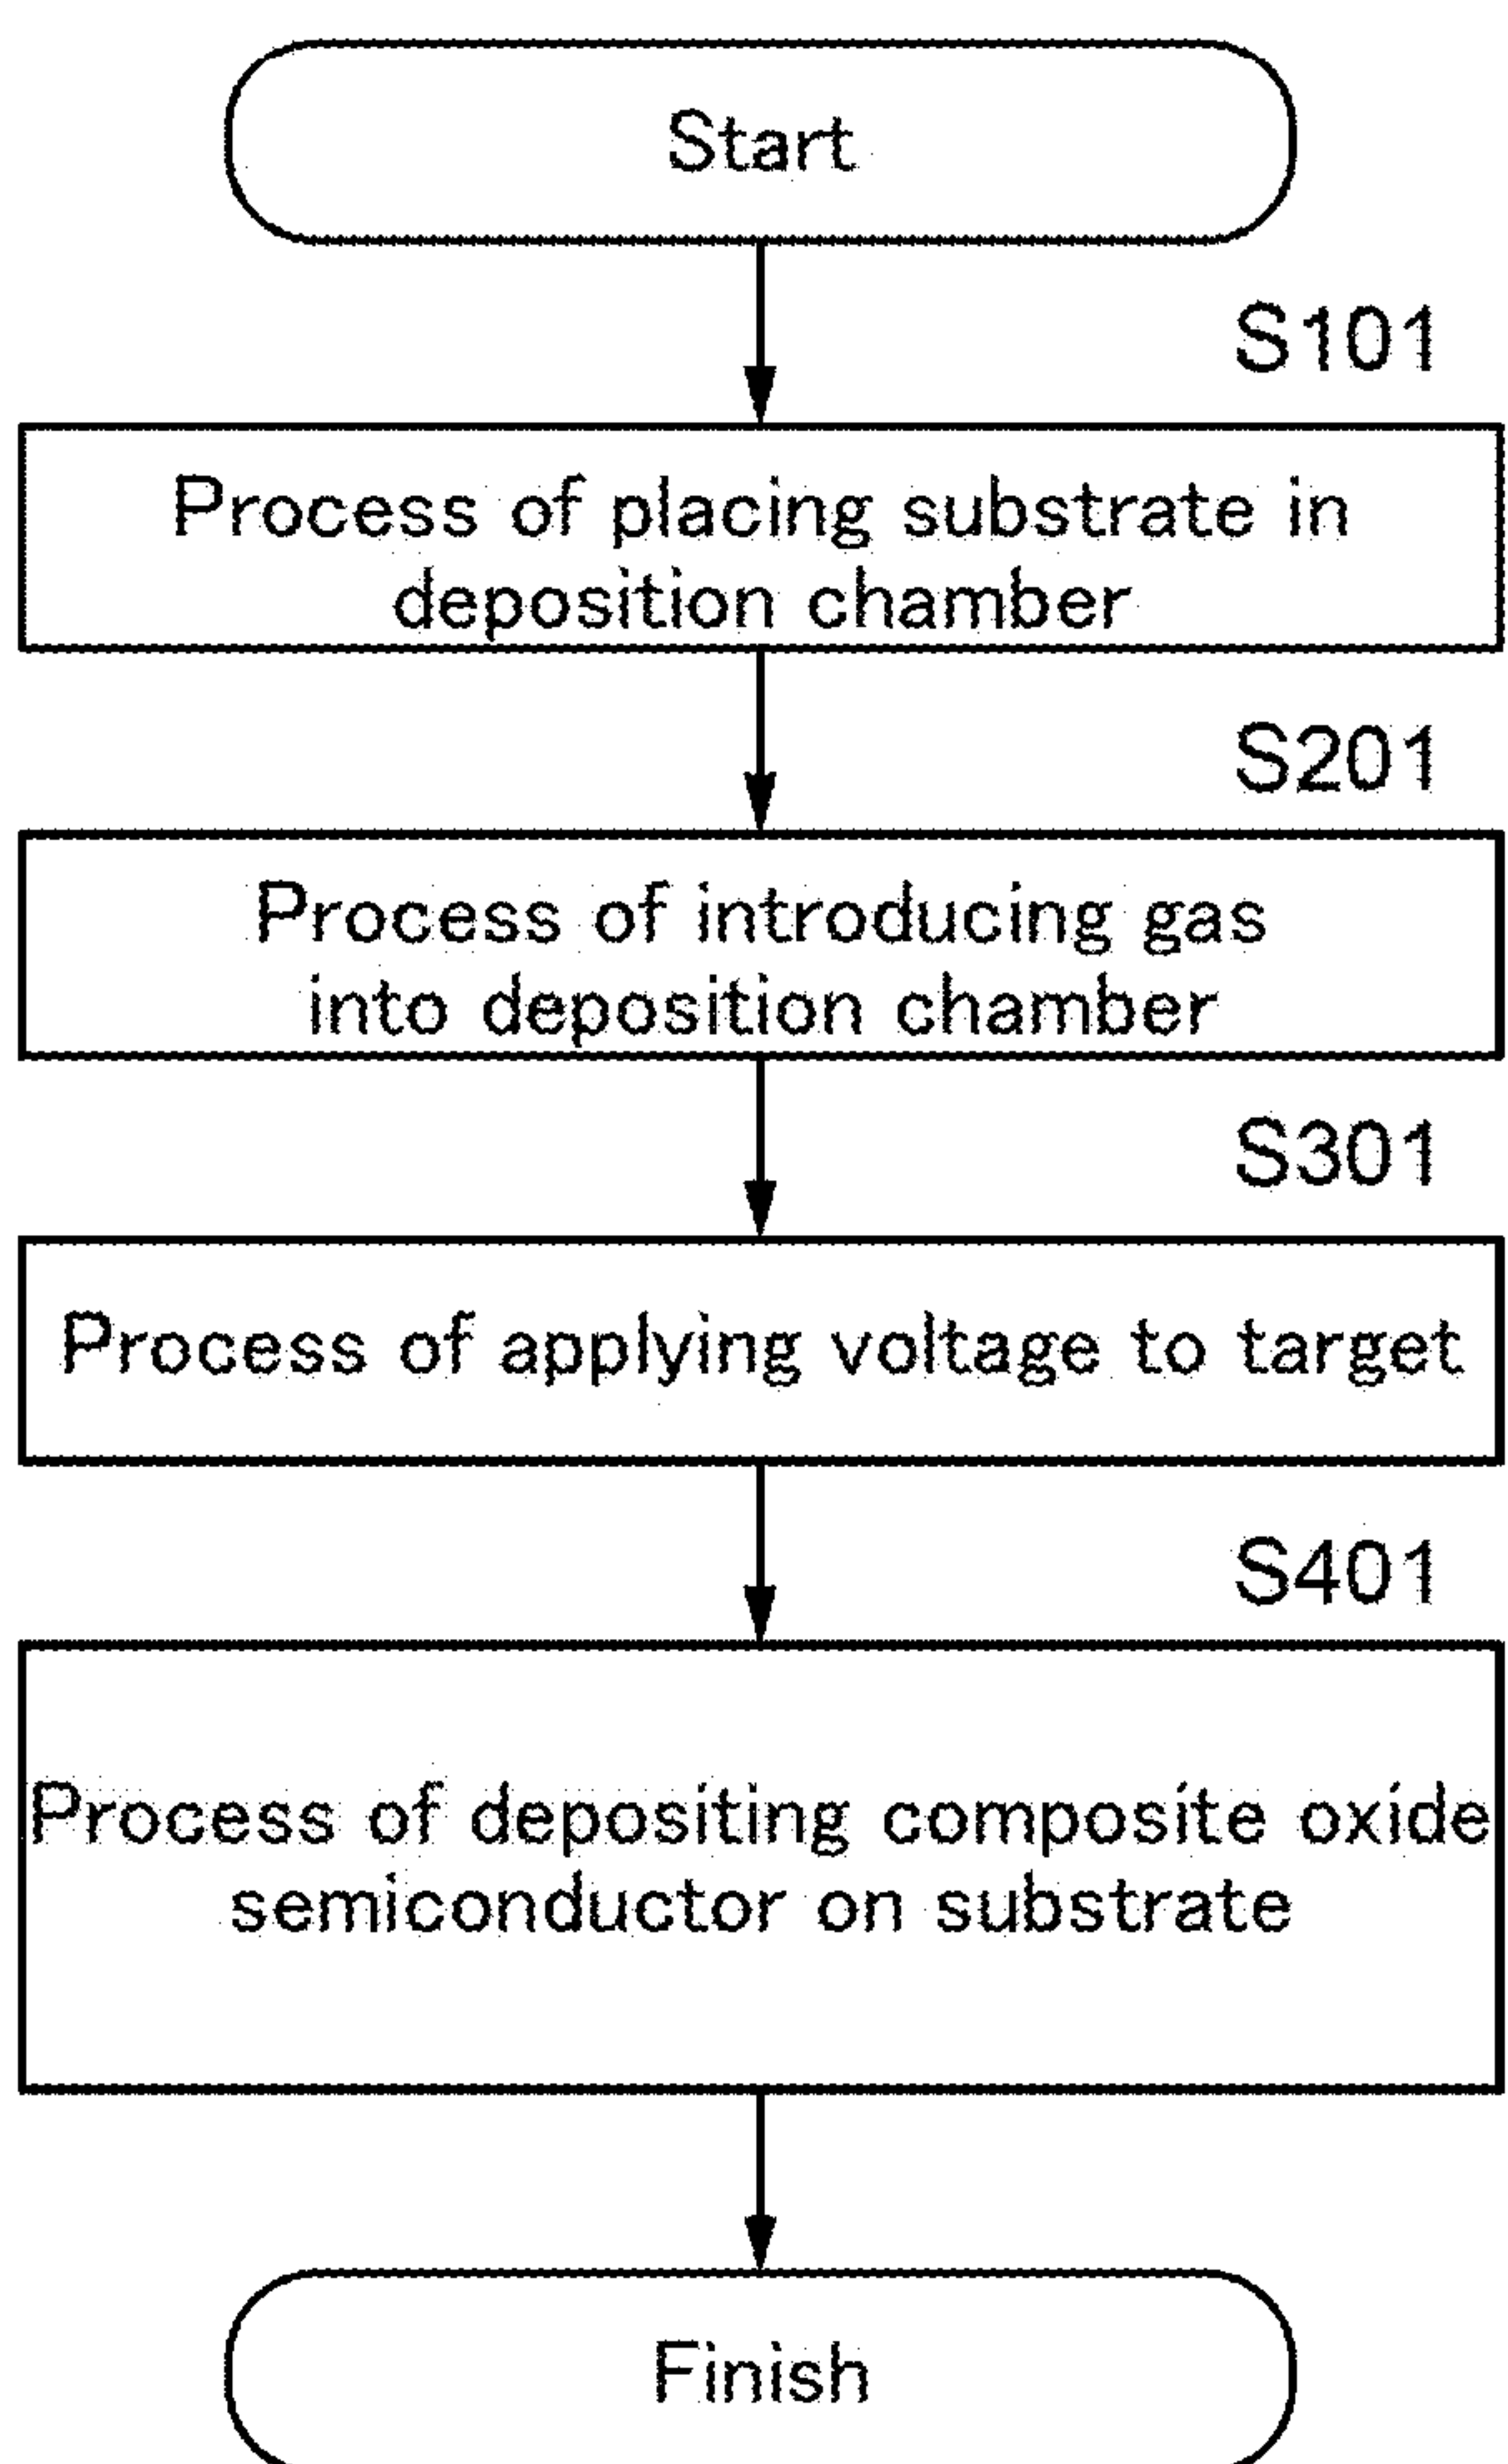 Start
S101
Process of placing substrate in
deposition chamber
S201
Process of introducing gas
into deposition chamber
S301
Process of applying voltage to target
S401
Process of depositing composite oxide
semiconductor on substrate
Finish